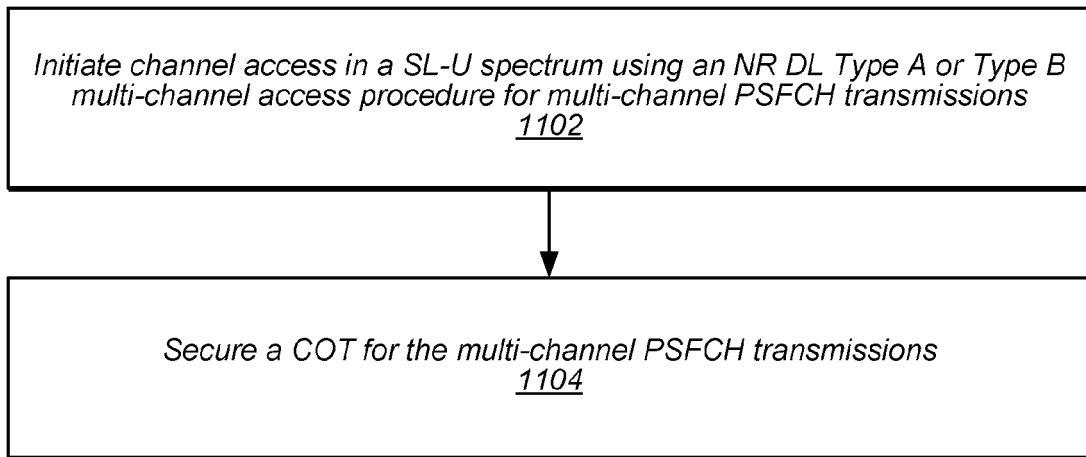 Initiate channel access in a SL-U spectrum using an NR DL Type A or Type B
multi-channel access procedure for multi-channel PSFCH transmissions
1102
Secure a COT for the multi-channel PSFCH transmissions
1104